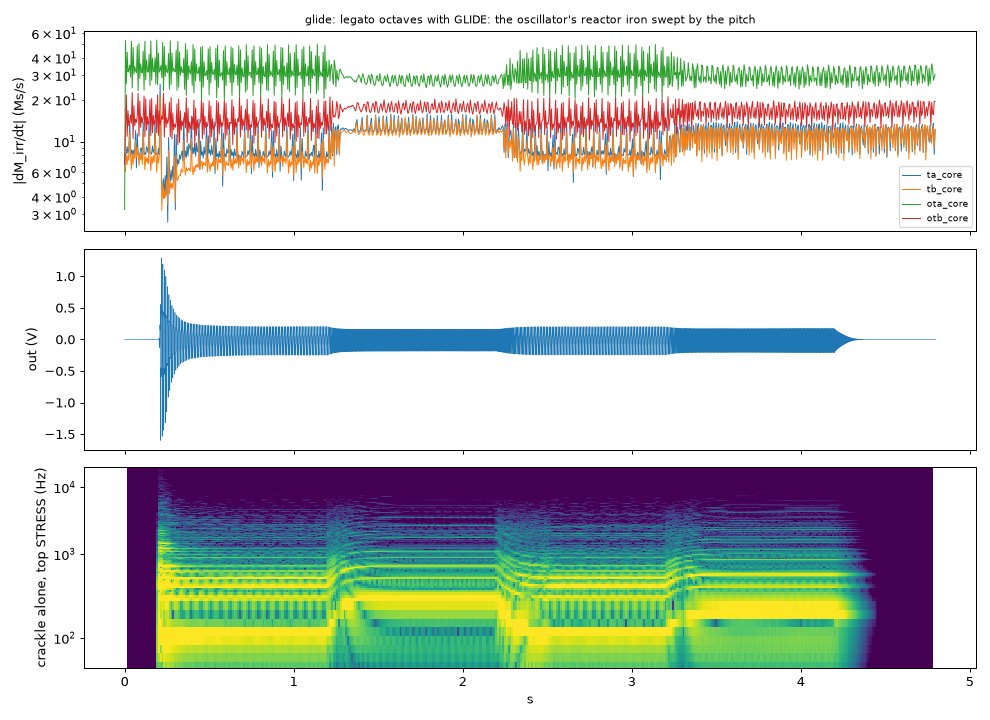 glide: legato octaves with GLIDE: the oscillator's reactor iron swept by the pitch
|dM_irr/dt| (Ms/s)
6 × 10¹
4 × 10¹
3 × 10¹
2 × 10¹
10¹
6 × 10⁰
4 × 10⁰
3 × 10⁰
ta_core
tb_core
ota_core
otb_core
out (V)
1.0
0.5
0.0
−0.5
−1.0
−1.5
crackle alone, top STRESS (Hz)
10⁴
10³
10²
0 1 2 3 4 5
s